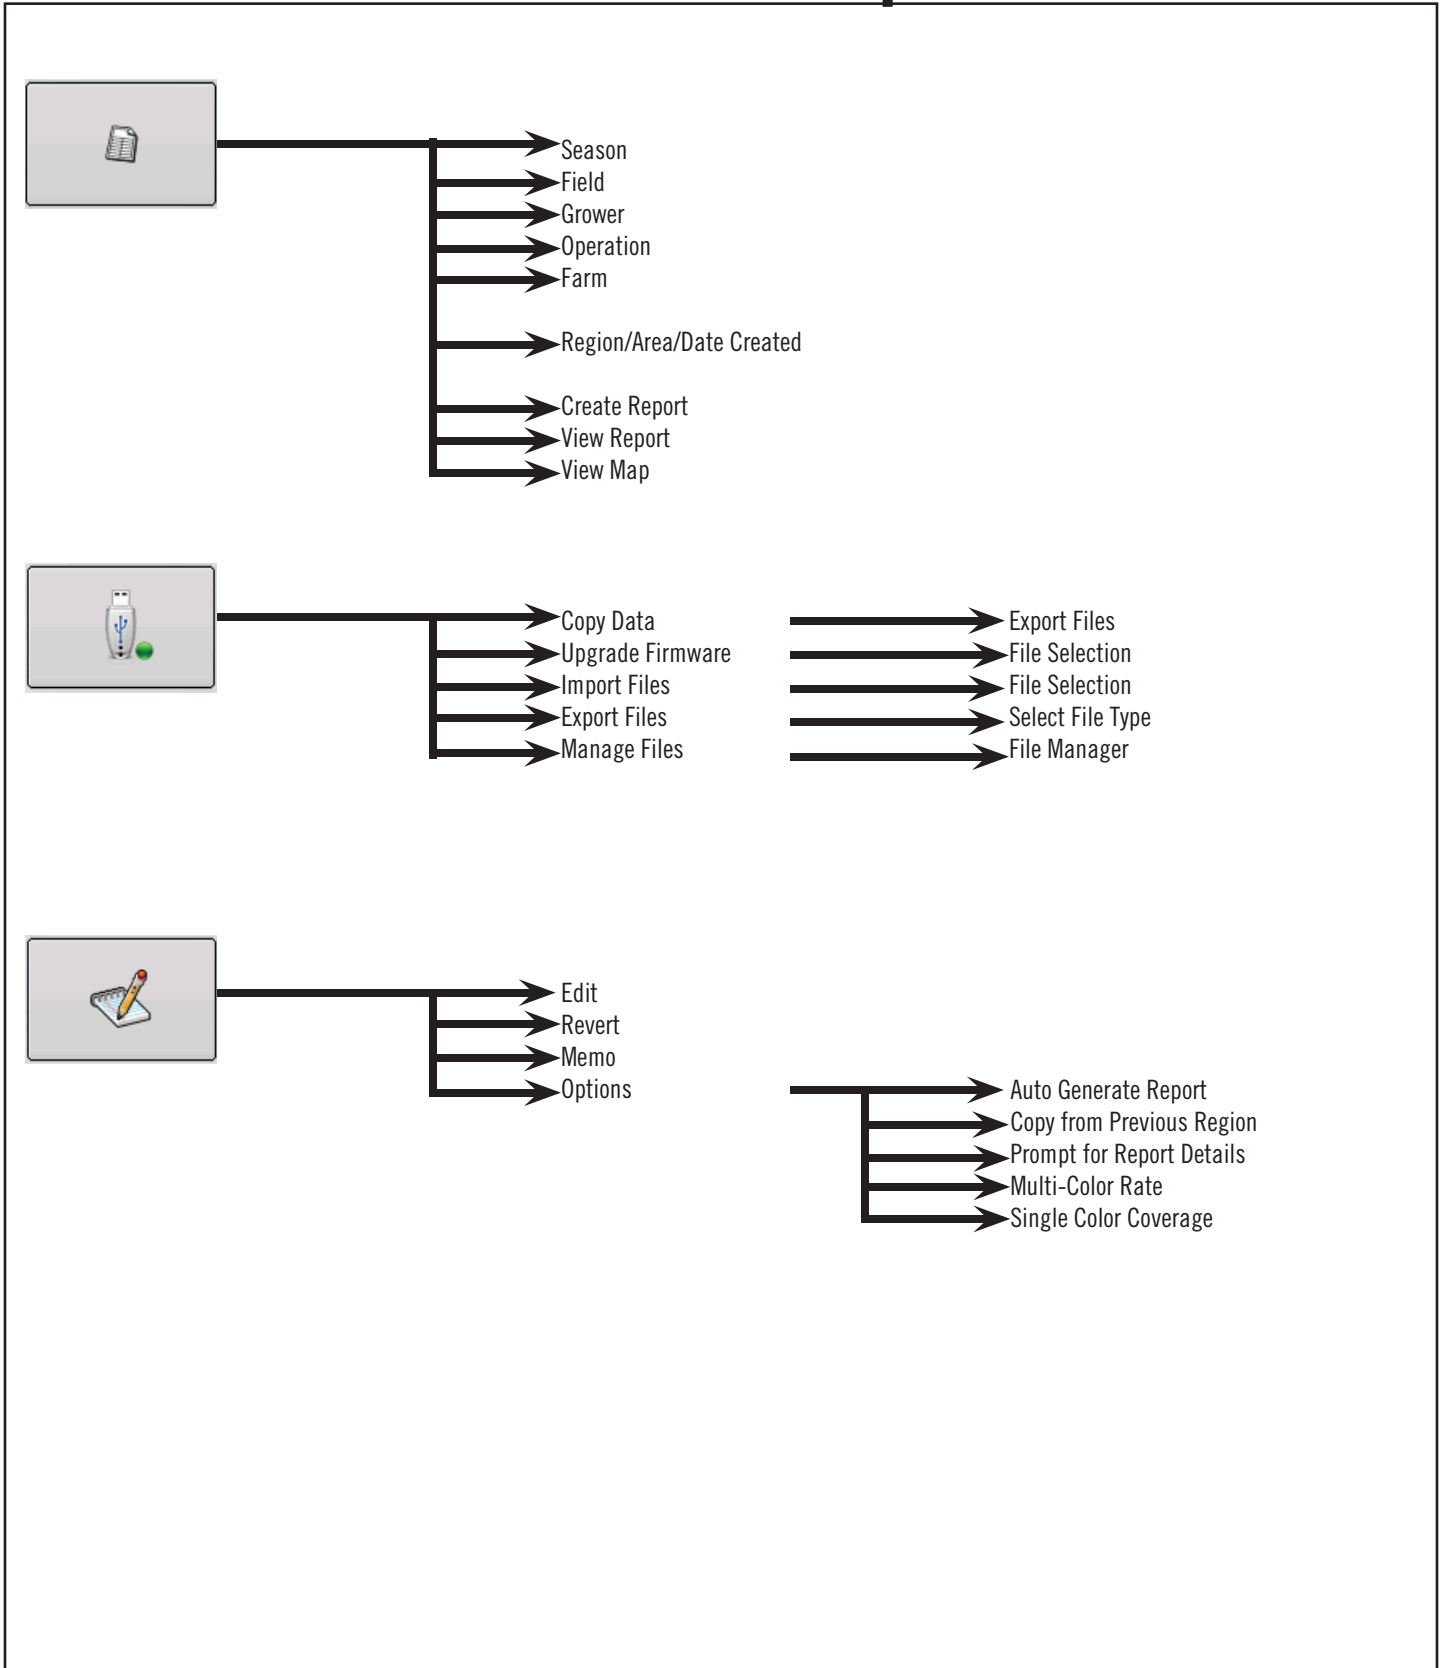 Season
Field
Grower
Operation
Farm
Region/Area/Date Created
Create Report
View Report
View Map
Copy Data
Export Files
Upgrade Firmware
File Selection
Import Files
File Selection
Export Files
Select File Type
Manage Files
File Manager
Edit
Revert
Memo
Options
Auto Generate Report
Copy from Previous Region
Prompt for Report Details
Multi-Color Rate
Single Color Coverage